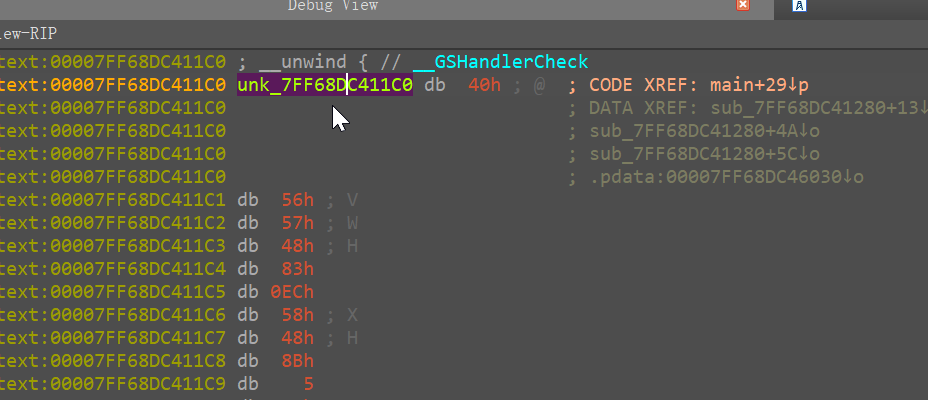 Debug View
iew-RIP
text:00007FF68DC411C0 ; __unwind { // __GSHandlerCheck
text:00007FF68DC411C0 unk_7FF68DC411C0 db 40h ; @ ; CODE XREF: main+29↓p
text:00007FF68DC411C0 ; DATA XREF: sub_7FF68DC41280+13↓
text:00007FF68DC411C0 ; sub_7FF68DC41280+4A↓o
text:00007FF68DC411C0 ; sub_7FF68DC41280+5C↓o
text:00007FF68DC411C0 ; .pdata:00007FF68DC46030↓o
text:00007FF68DC411C1 db 56h ; V
text:00007FF68DC411C2 db 57h ; W
text:00007FF68DC411C3 db 48h ; H
text:00007FF68DC411C4 db 83h
text:00007FF68DC411C5 db 0ECh
text:00007FF68DC411C6 db 58h ; X
text:00007FF68DC411C7 db 48h ; H
text:00007FF68DC411C8 db 8Bh
text:00007FF68DC411C9 db 5